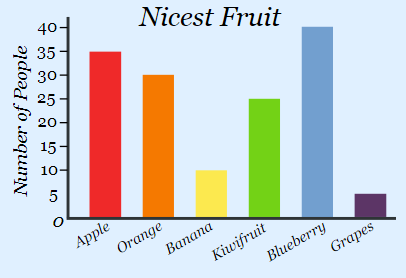 Nicest Fruit
Number of People
40
35
30
25
20
15
10
5
0
Apple
Orange
Banana
Kiwifruit
Blueberry
Grapes